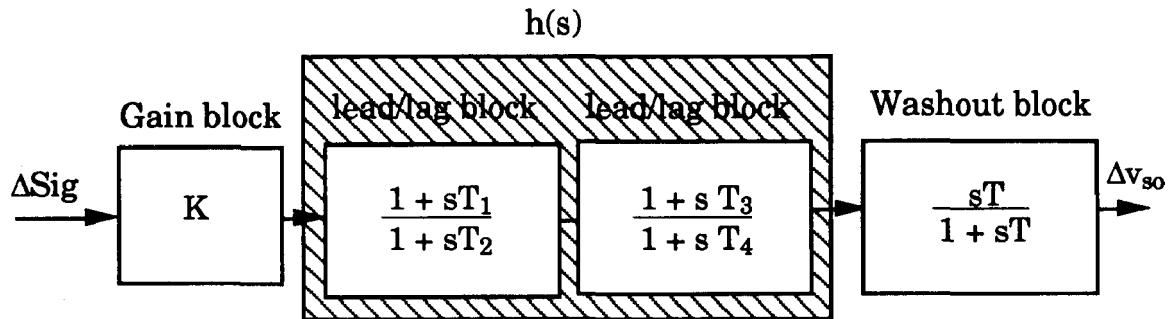 h(s)
Gain block
lead/lag block
lead/lag block
Washout block
ΔSig
K
1 + sT₁
1 + sT₂
1 + s T₃
1 + s T₄
sT
1 + sT
Δvₛₒ